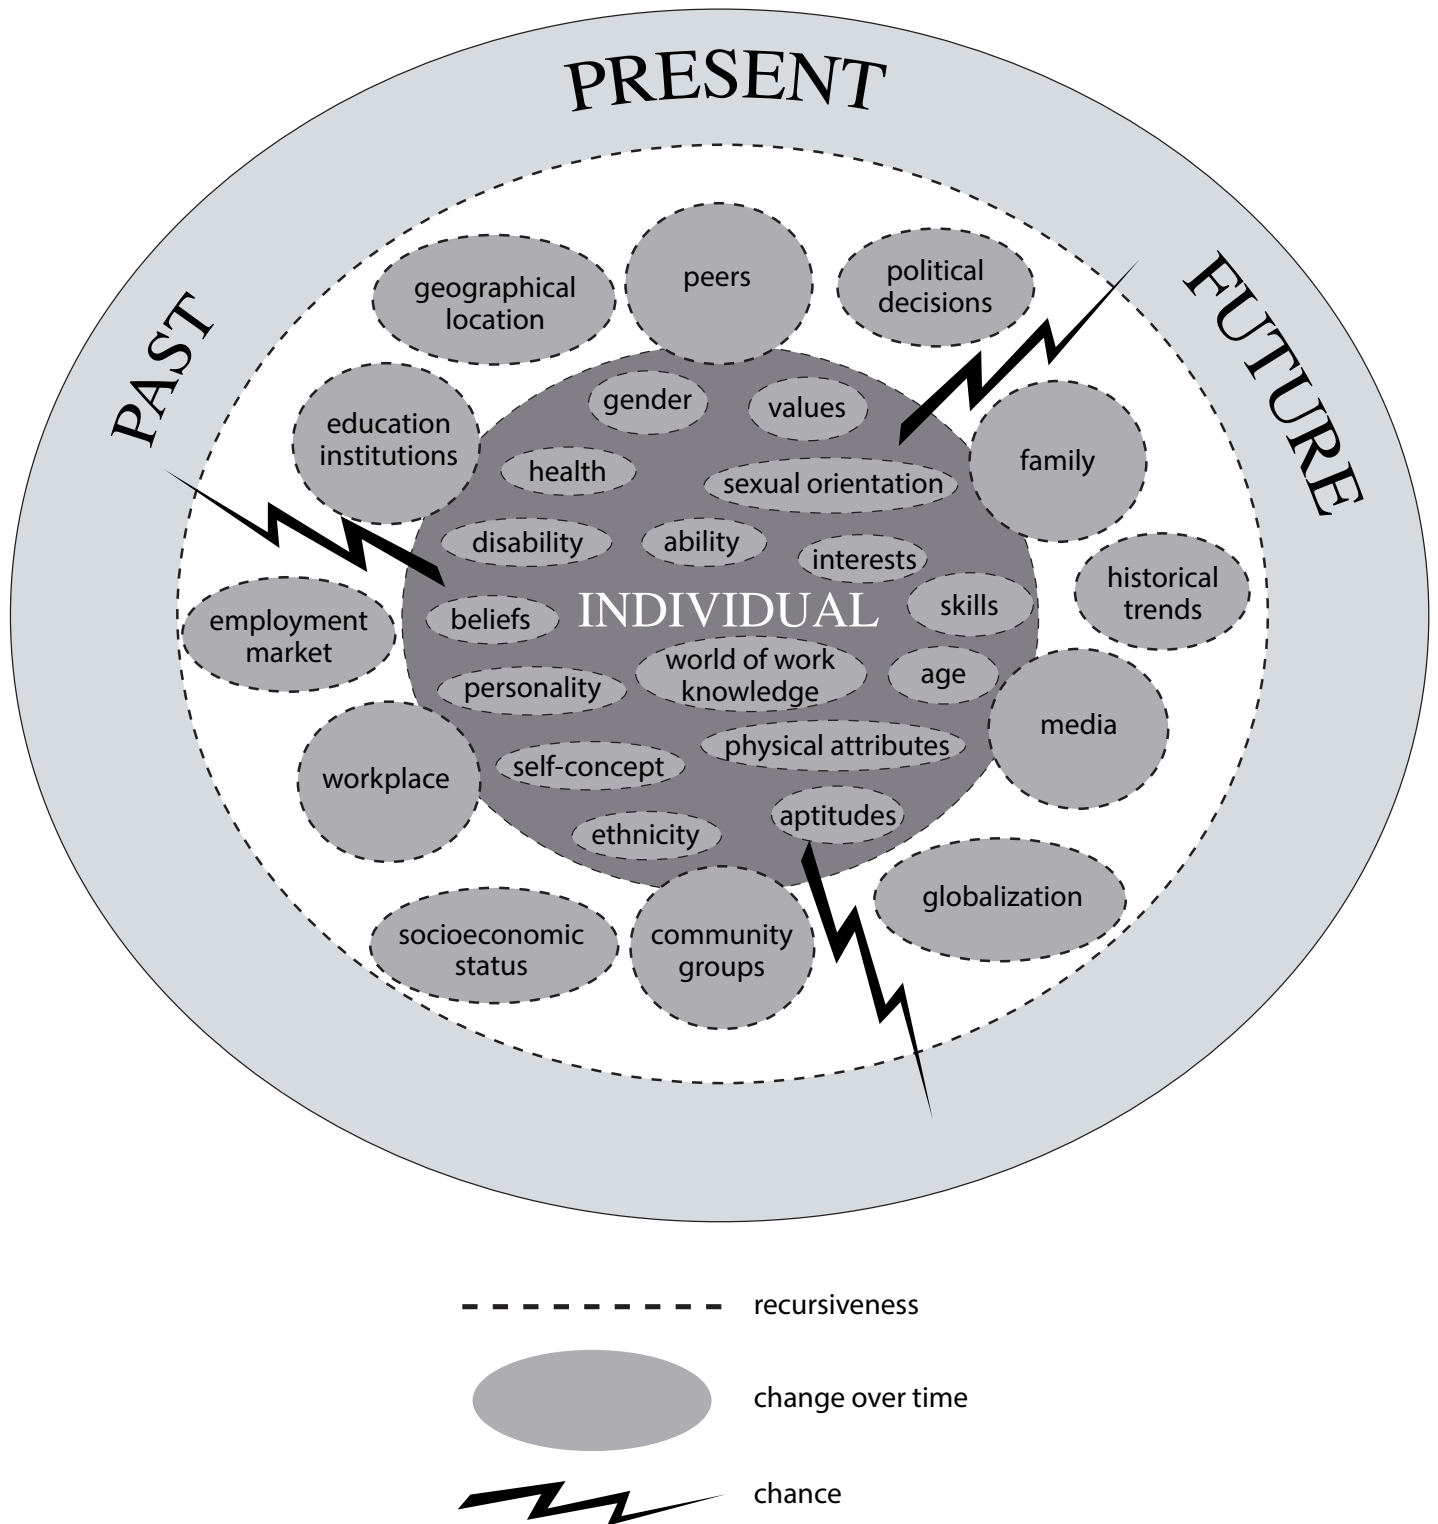 PRESENT
PAST
FUTURE
geographical
location
peers
political
decisions
education
institutions
family
historical
trends
employment
market
media
workplace
globalization
socioeconomic
status
community
groups
gender
values
health
sexual orientation
disability
ability
interests
beliefs
INDIVIDUAL
skills
world of work
knowledge
age
personality
physical attributes
self-concept
aptitudes
ethnicity
recursiveness
change over time
chance